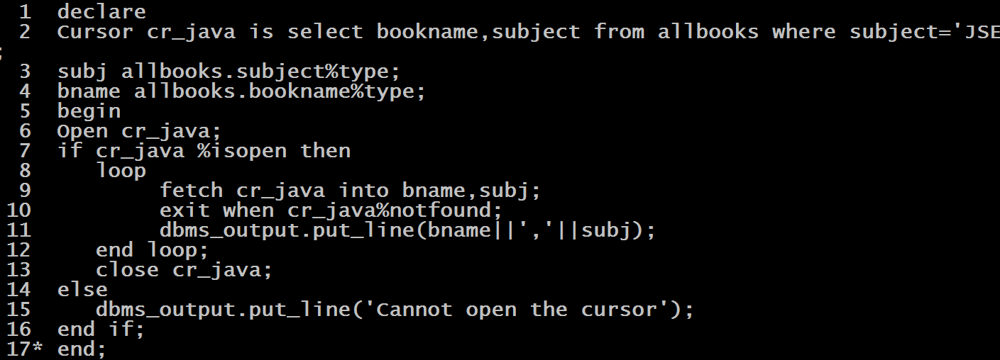 1 declare
2 Cursor cr_java is select bookname,subject from allbooks where subject='JSE
;
3 subj allbooks.subject%type;
4 bname allbooks.bookname%type;
5 begin
6 Open cr_java;
7 if cr_java %isopen then
8 loop
9 fetch cr_java into bname,subj;
10 exit when cr_java%notfound;
11 dbms_output.put_line(bname||','||subj);
12 end loop;
13 close cr_java;
14 else
15 dbms_output.put_line('Cannot open the cursor');
16 end if;
17* end;